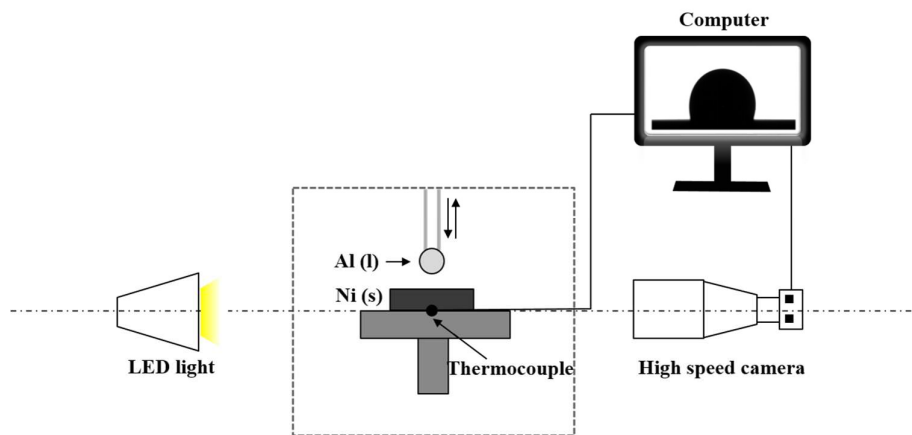 Computer
Al (l)
Ni (s)
Thermocouple
LED light
High speed camera